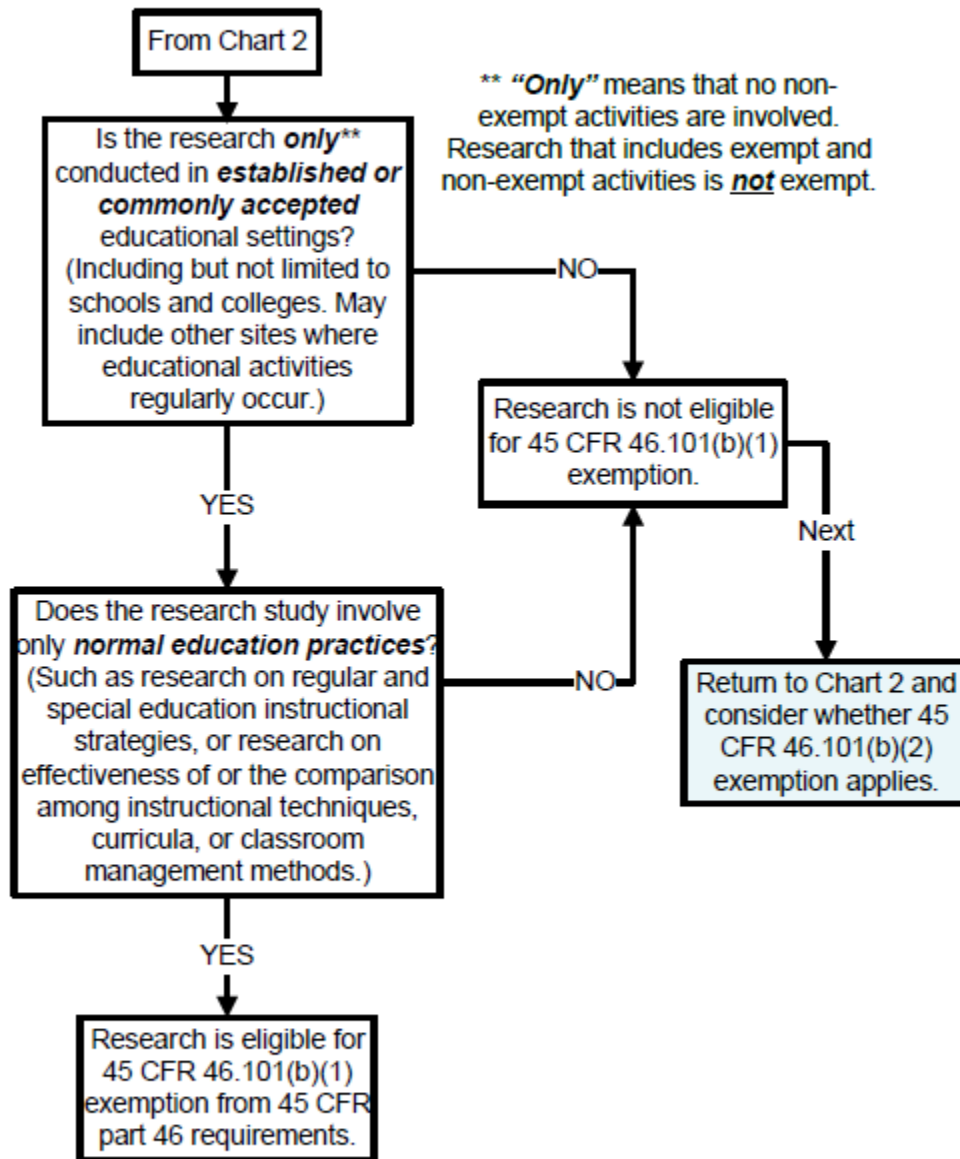 From Chart 2
** “Only” means that no non-
exempt activities are involved.
Research that includes exempt and
non-exempt activities is not exempt.
Is the research only**
conducted in established or
commonly accepted
educational settings?
(Including but not limited to
schools and colleges. May
include other sites where
educational activities
regularly occur.)
NO
Research is not eligible
for 45 CFR 46.101(b)(1)
exemption.
YES
Next
Does the research study involve
only normal education practices?
(Such as research on regular and
special education instructional
strategies, or research on
effectiveness of or the comparison
among instructional techniques,
curricula, or classroom
management methods.)
NO
Return to Chart 2 and
consider whether 45
CFR 46.101(b)(2)
exemption applies.
YES
Research is eligible for
45 CFR 46.101(b)(1)
exemption from 45 CFR
part 46 requirements.